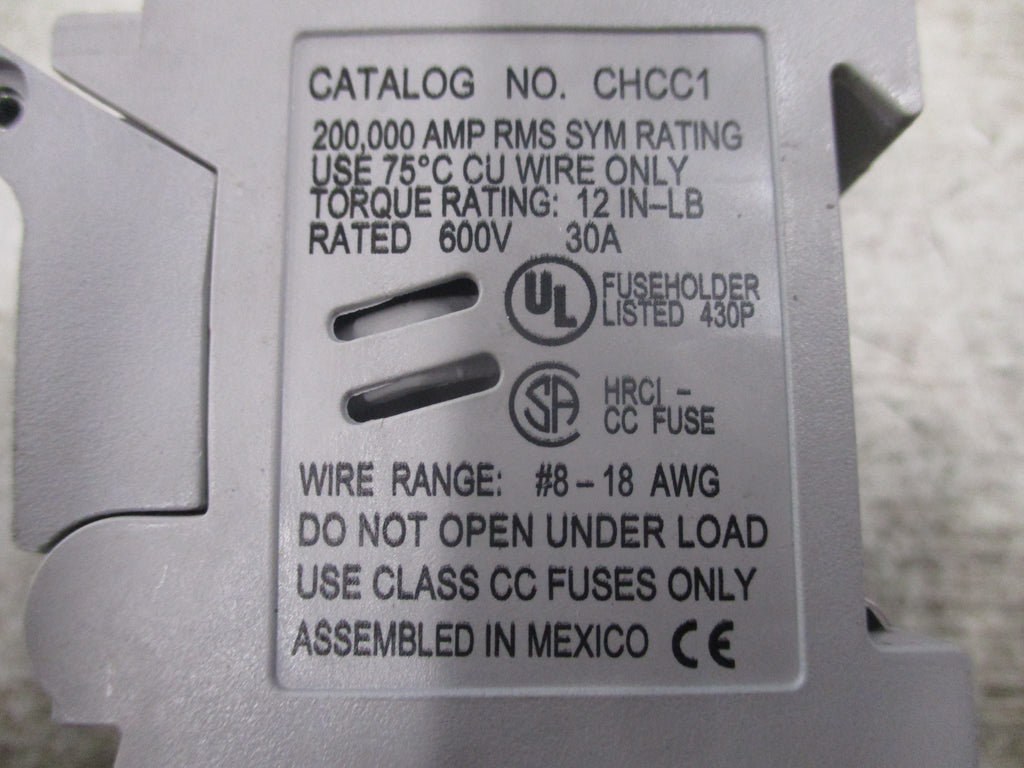 CATALOG NO. CHCC1
200,000 AMP RMS SYM RATING
USE 75°C CU WIRE ONLY
TORQUE RATING: 12 IN–LB
RATED 600V 30A
UL
FUSEHOLDER
LISTED 430P
SA
HRCI –
CC FUSE
WIRE RANGE: #8 – 18 AWG
DO NOT OPEN UNDER LOAD
USE CLASS CC FUSES ONLY
ASSEMBLED IN MEXICO CE